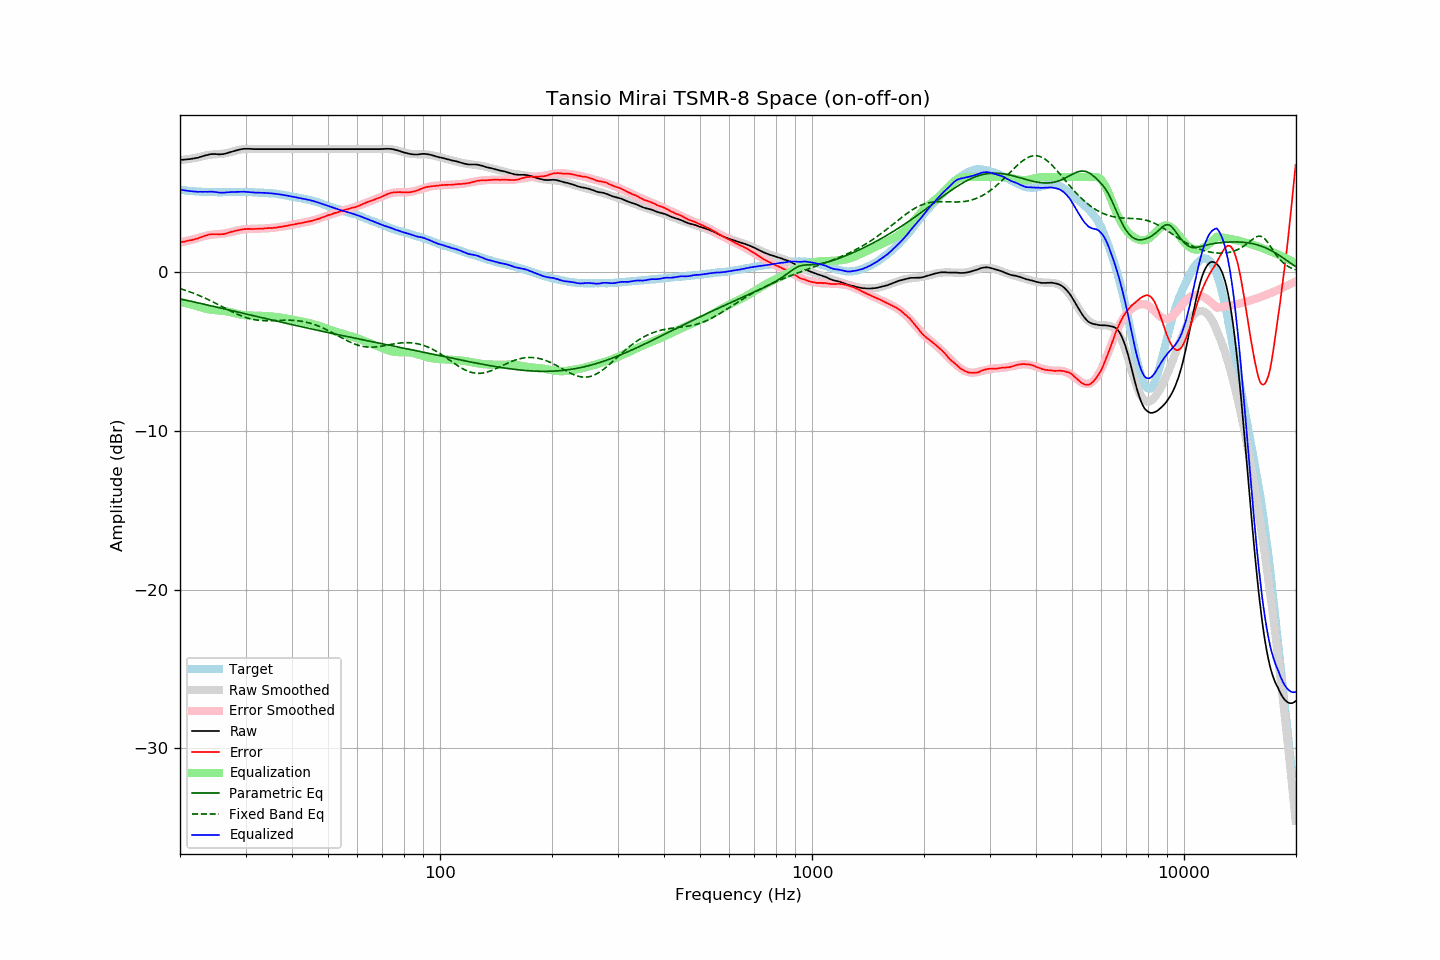 Tansio Mirai TSMR-8 Space (on-off-on)
0
−10
−20
−30
Amplitude (dBr)
Target
Raw Smoothed
Error Smoothed
Raw
Error
Equalization
Parametric Eq
Fixed Band Eq
Equalized
100
1000
10000
Frequency (Hz)